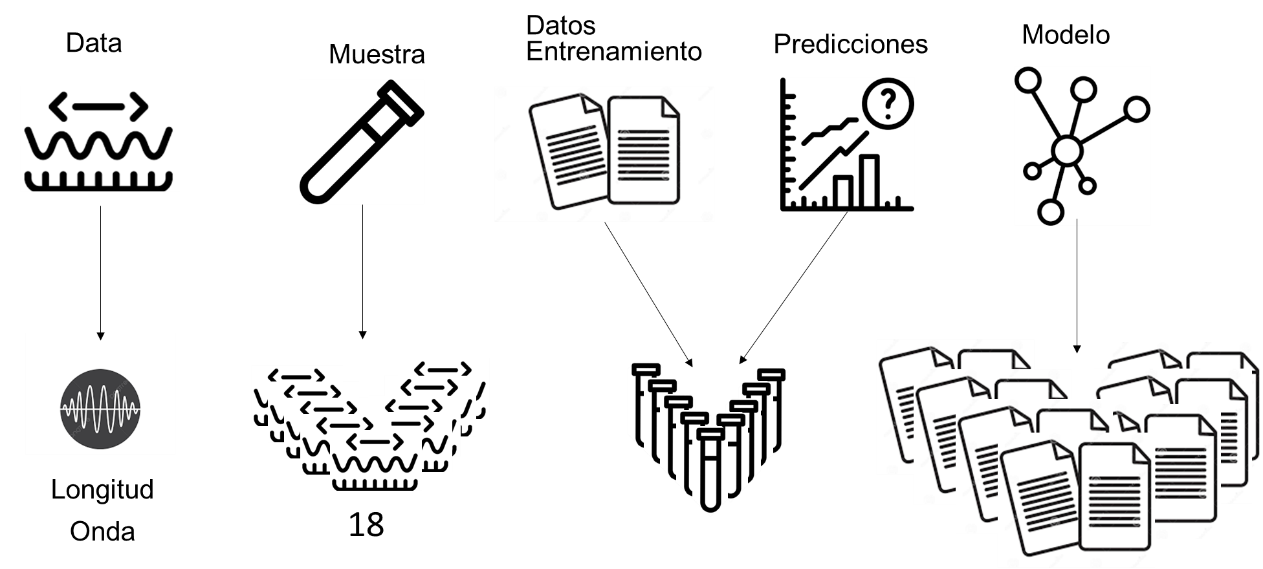 Data
Muestra
Datos
Entrenamiento
Predicciones
Modelo
?
Longitud
Onda
18